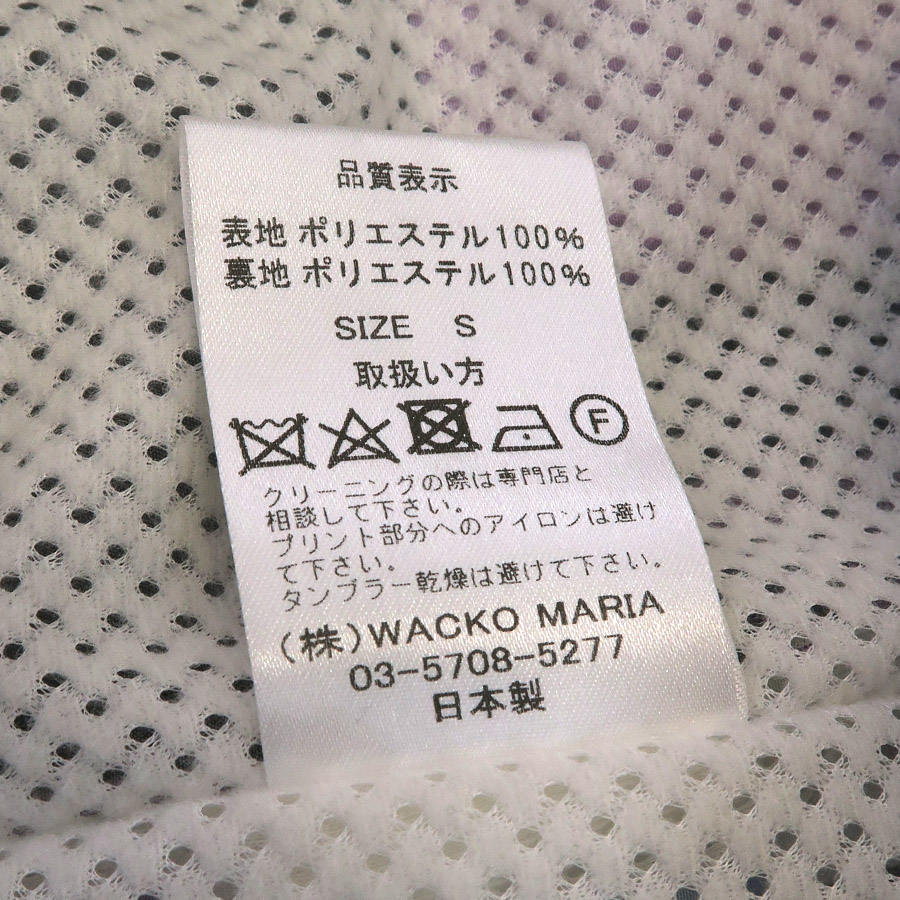 品質表示
表地 ポリエステル100%
裏地 ポリエステル100%
SIZE S
取扱い方
F
クリーニングの際は専門店と
相談して下さい。
プリント部分へのアイロンは避け
て下さい。
タンブラー乾燥は避けて下さい。
(株)WACKO MARIA
03-5708-5277
日本製